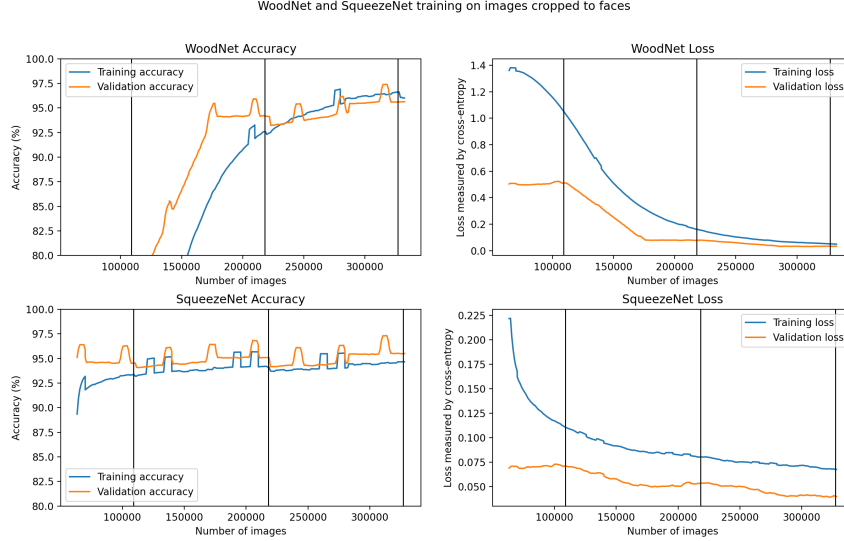 WoodNet and SqueezeNet training on images cropped to faces
WoodNet Accuracy
100.0
97.5
95.0
92.5
90.0
87.5
85.0
82.5
80.0
Accuracy (%)
Training accuracy
Validation accuracy
100000 150000 200000 250000 300000
Number of images
WoodNet Loss
1.4
1.2
1.0
0.8
0.6
0.4
0.2
0.0
Loss measured by cross-entropy
Training loss
Validation loss
100000 150000 200000 250000 300000
Number of images
SqueezeNet Accuracy
100.0
97.5
95.0
92.5
90.0
87.5
85.0
82.5
80.0
Accuracy (%)
Training accuracy
Validation accuracy
100000 150000 200000 250000 300000
Number of images
SqueezeNet Loss
0.225
0.200
0.175
0.150
0.125
0.100
0.075
0.050
Loss measured by cross-entropy
Training loss
Validation loss
100000 150000 200000 250000 300000
Number of images